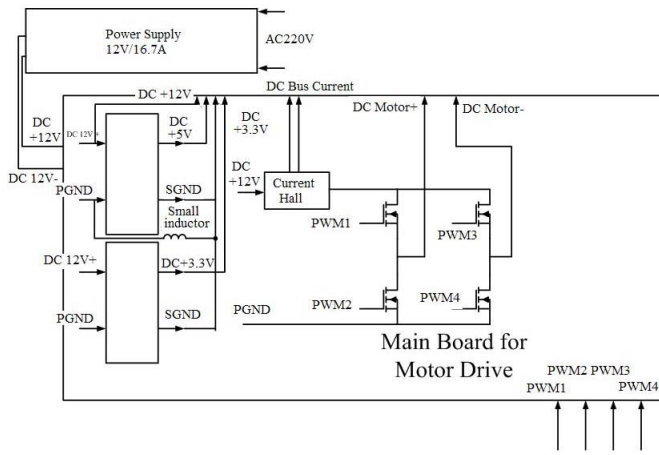 Power Supply
12V/16.7A
AC220V
DC Bus Current
DC +12V
DC Motor+
DC Motor-
DC
+12V
DC 12V+
DC
+5V
DC
+3.3V
DC 12V-
DC
+12V
Current
Hall
PGND
SGND
Small
inductor
PWM1
PWM3
DC 12V+
DC+3.3V
PWM2
PWM4
PGND
SGND
PGND
Main Board for
Motor Drive
PWM2 PWM3
PWM1
PWM4